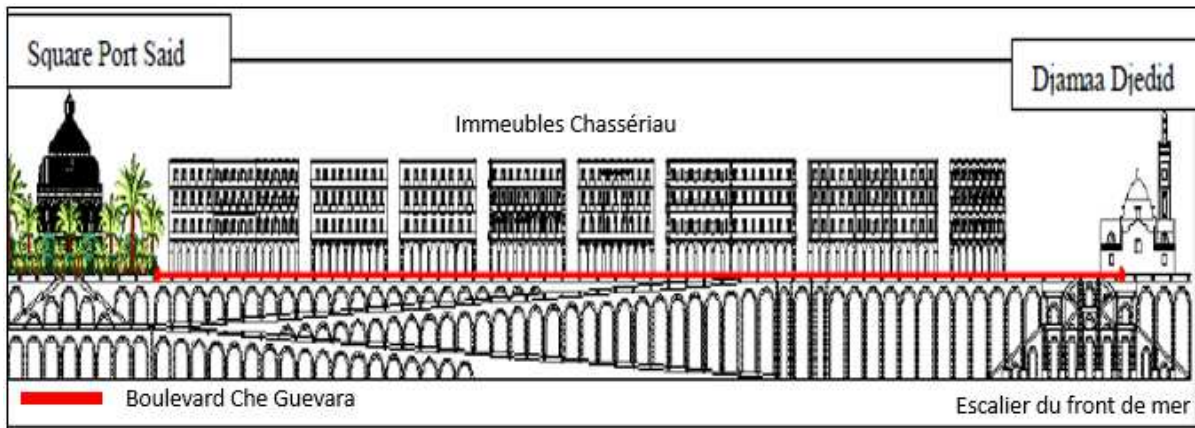 Square Port Said
Djamaa Djedid
Immeubles Chassériau
Boulevard Che Guevara
Escalier du front de mer